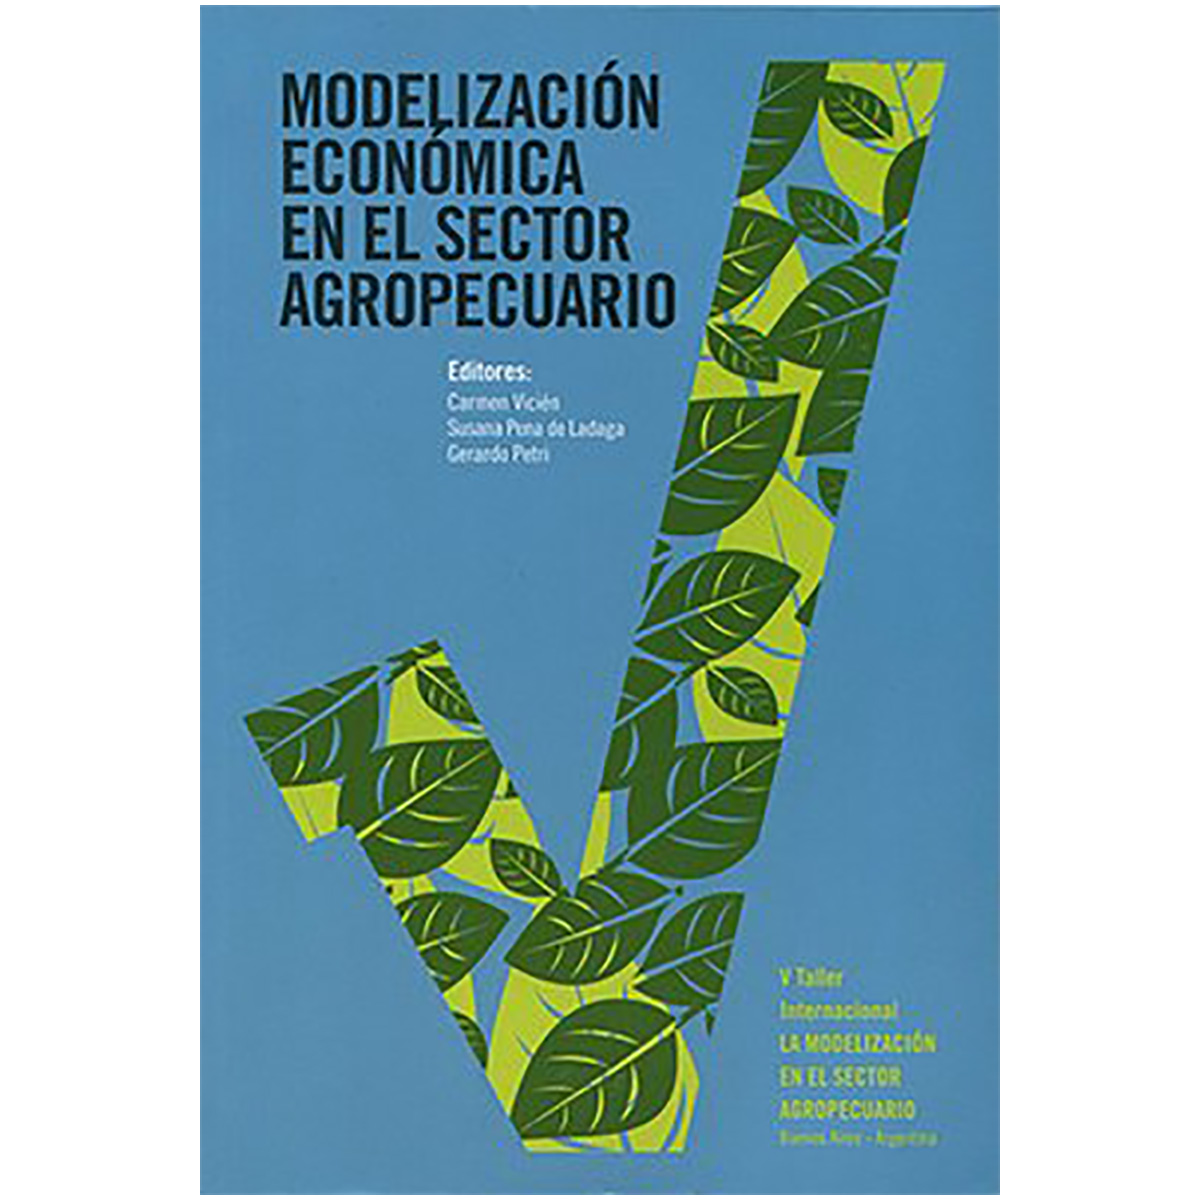 MODELIZACIÓN
ECONÓMICA
EN EL SECTOR
AGROPECUARIO
Editores:
Carmen Vicién
Susana Pena de Ladaga
Gerardo Petri
V Taller
Internacional
LA MODELIZACIÓN
EN EL SECTOR
AGROPECUARIO
Buenos Aires - Argentina